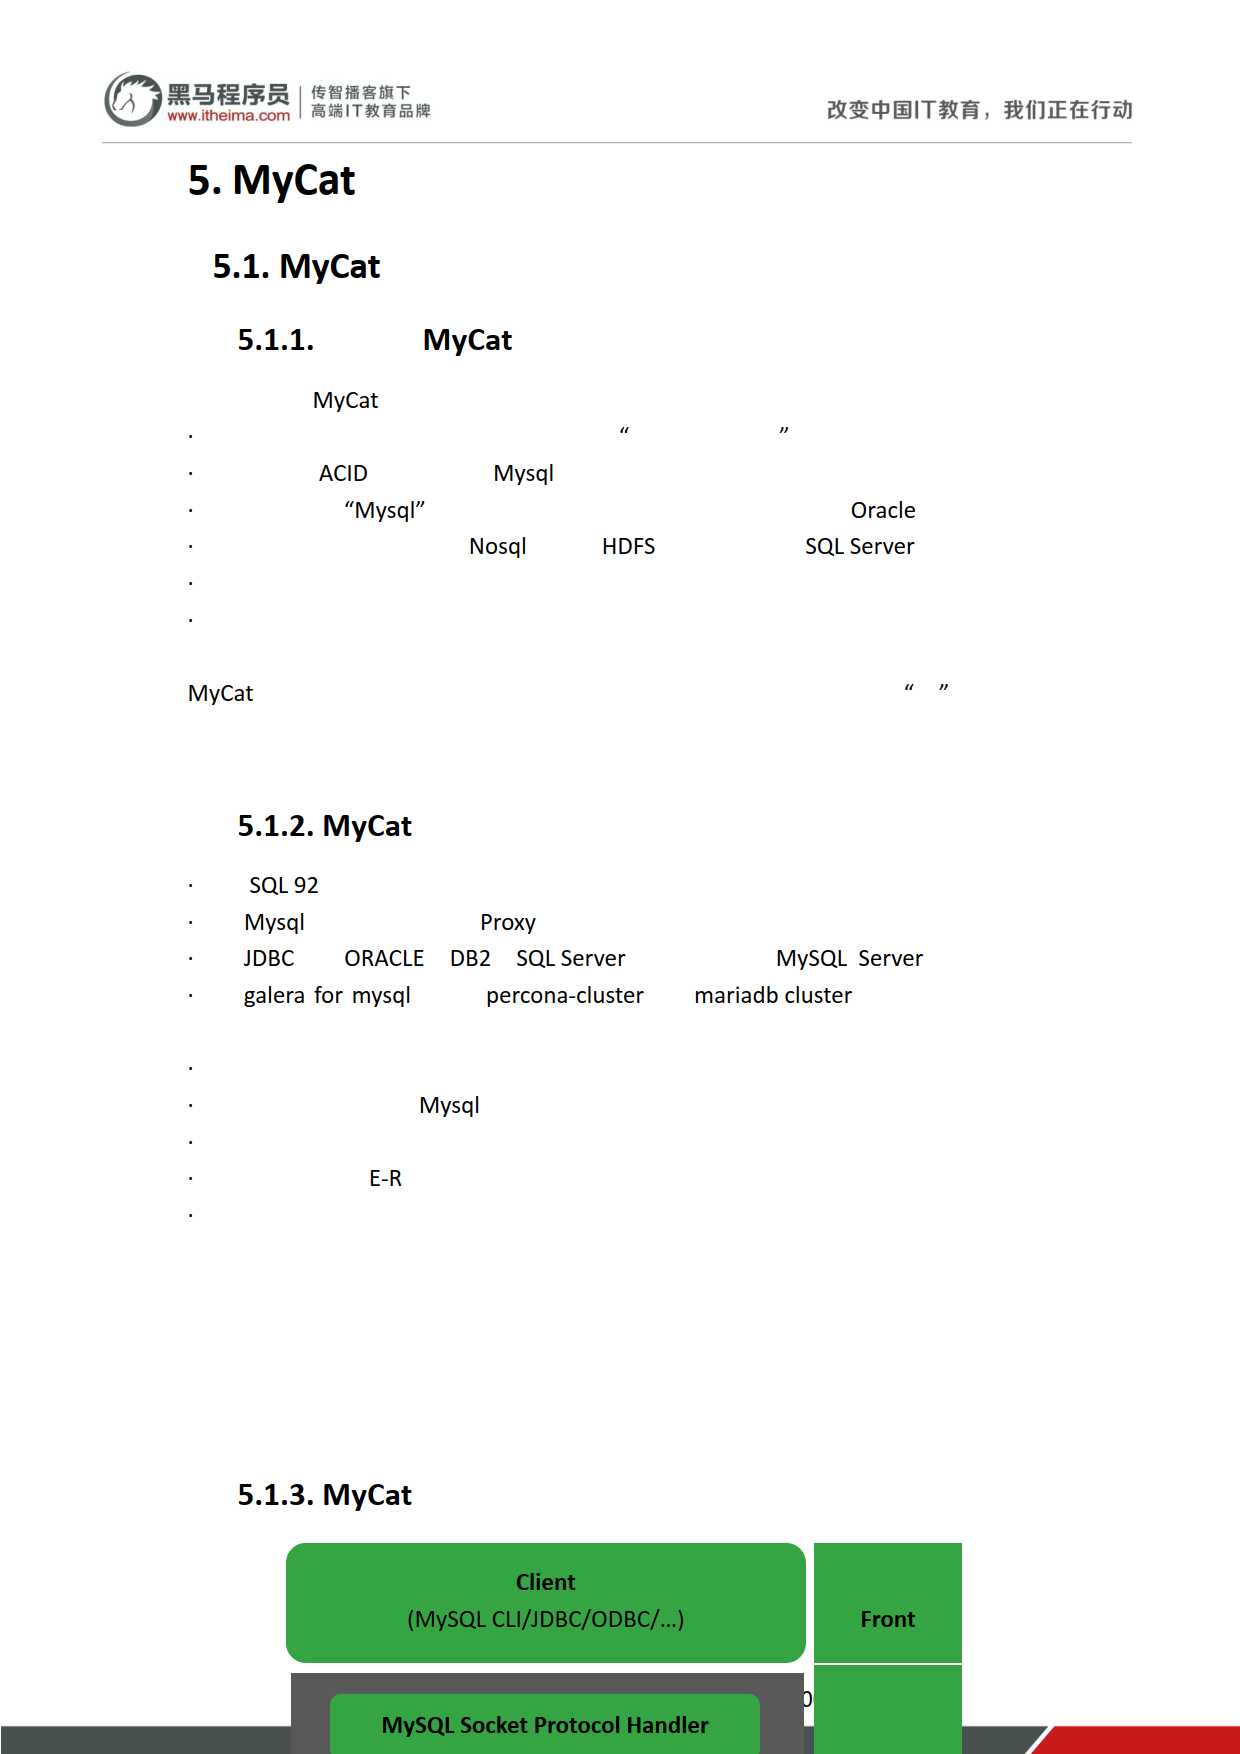 黑马程序员
www.itheima.com
传智播客旗下
高端IT教育品牌
改变中国IT教育，我们正在行动
5. MyCat
5.1. MyCat
5.1.1. MyCat
MyCat
· “ ”
· ACID Mysql
· “Mysql” Oracle
· Nosql HDFS SQL Server
·
·
MyCat “ ”
5.1.2. MyCat
· SQL 92
· Mysql Proxy
· JDBC ORACLE DB2 SQL Server MySQL Server
· galera for mysql percona-cluster mariadb cluster
·
· Mysql
·
· E-R
·
5.1.3. MyCat
Client
(MySQL CLI/JDBC/ODBC/...)
Front
MySQL Socket Protocol Handler